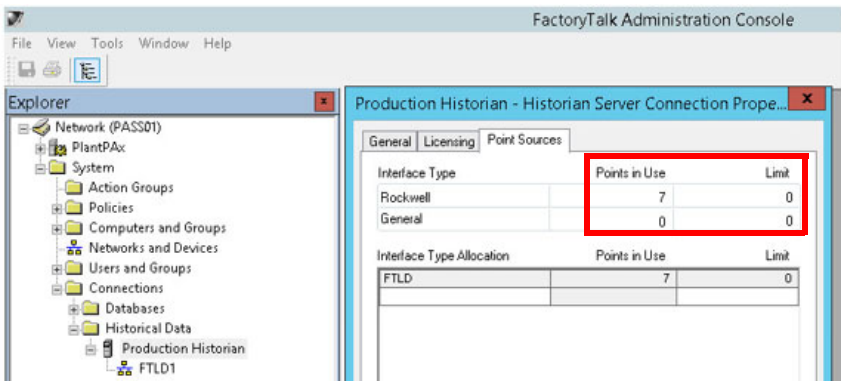 FactoryTalk Administration Console
File View Tools Window Help
Explorer
Network (PASS01)
PlantPAx
System
Action Groups
Policies
Computers and Groups
Networks and Devices
Users and Groups
Connections
Databases
Historical Data
Production Historian
FTLD1
Production Historian - Historian Server Connection Prope...
General Licensing Point Sources
Interface Type Points in Use Limit
Rockwell 7 0
General 0 0
Interface Type Allocation Points in Use Limit
FTLD 7 0